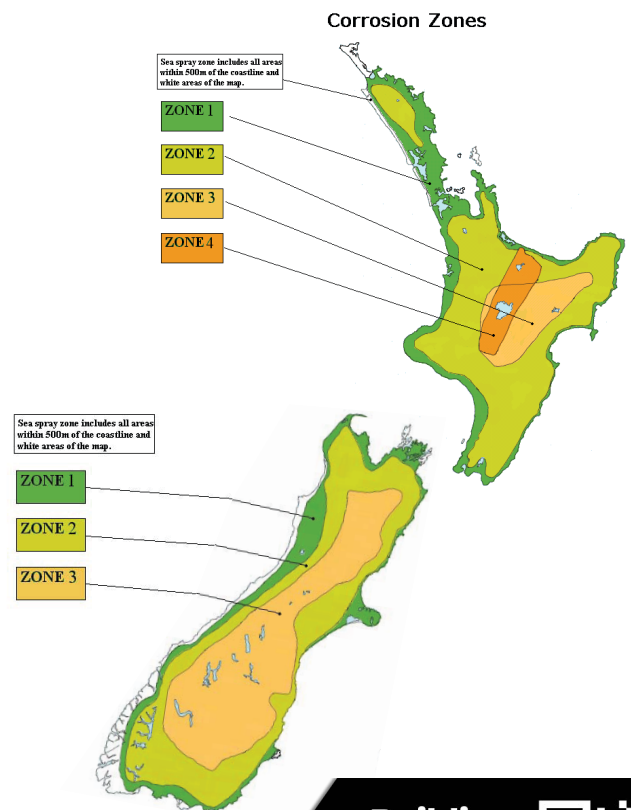 Corrosion Zones
Sea spray zone includes all areas
within 500m of the coastline and
white areas of the map.
ZONE 1
ZONE 2
ZONE 3
ZONE 4
Sea spray zone includes all areas
within 500m of the coastline and
white areas of the map.
ZONE 1
ZONE 2
ZONE 3